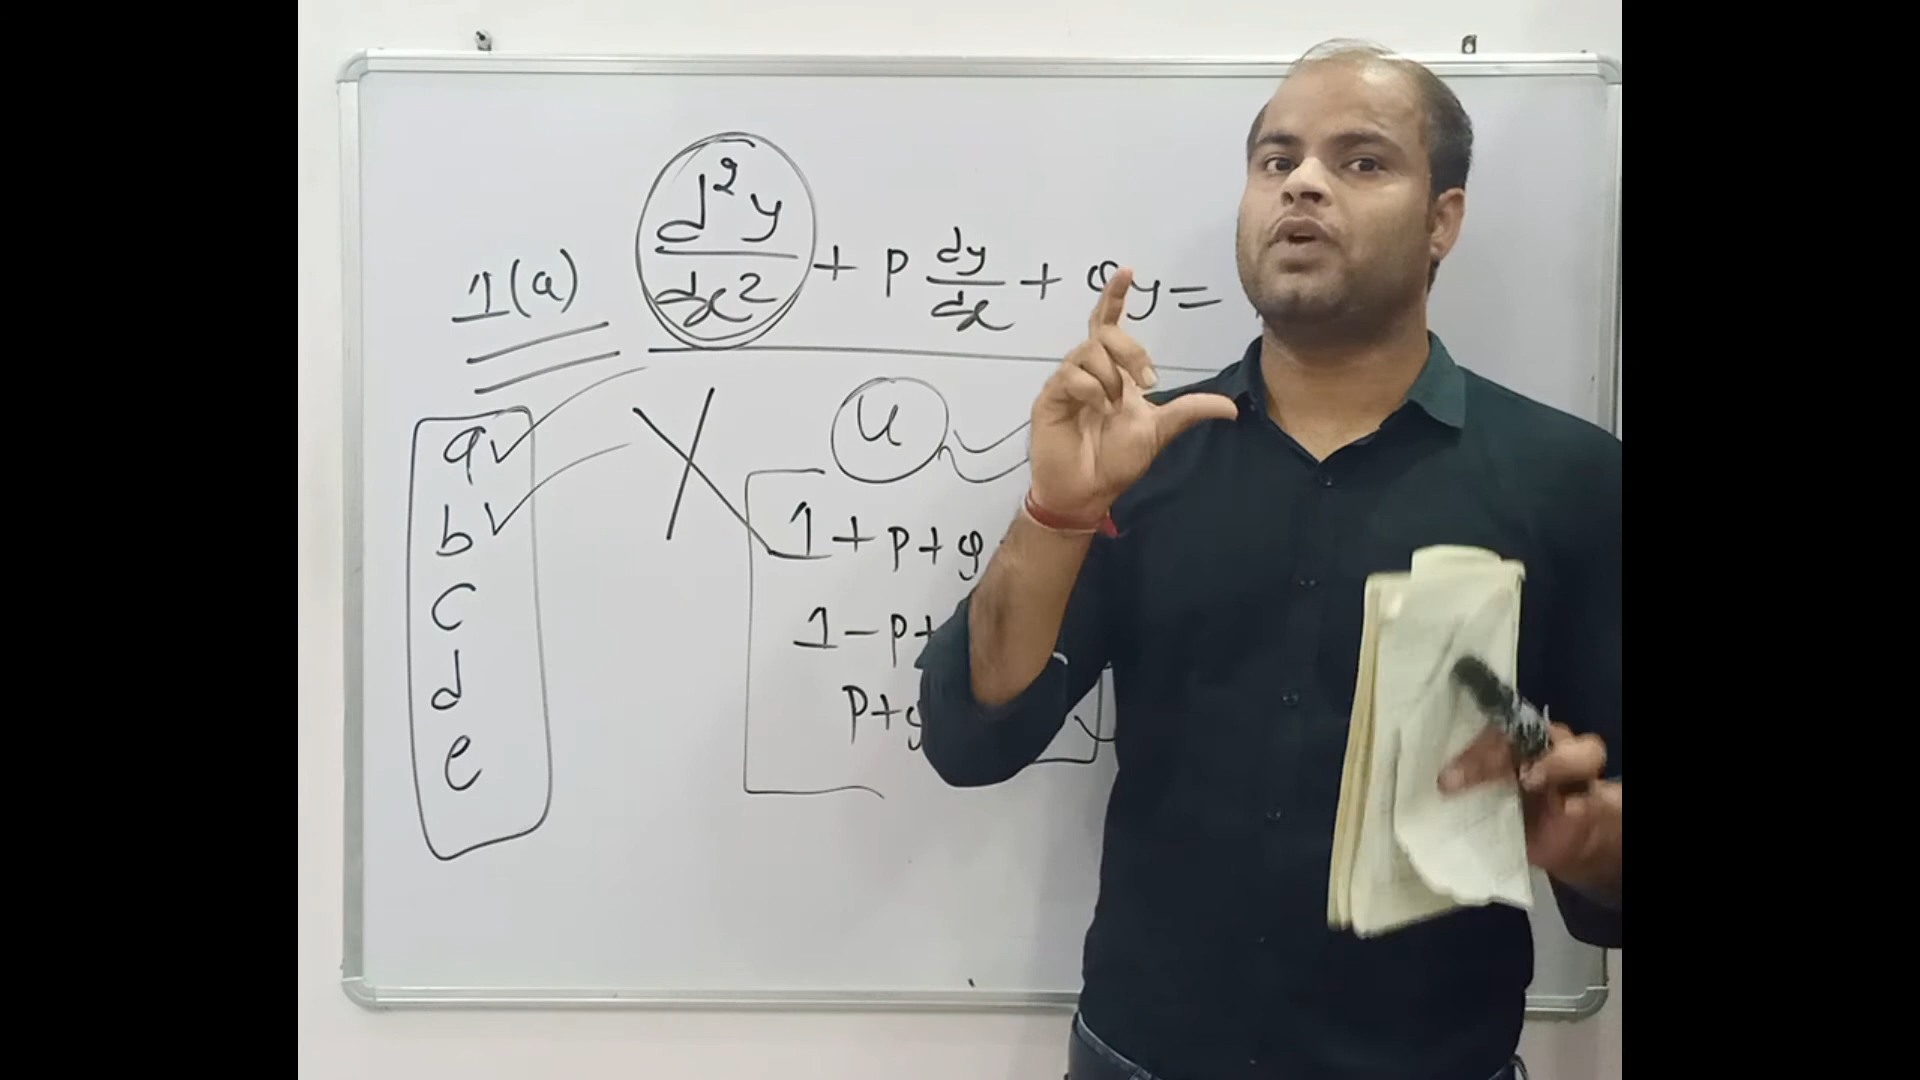 1(a) d²y/dx² + P dy/dx + Qy =
a
b
c
d
e
u
1 + P + Q
1 - P +
P +